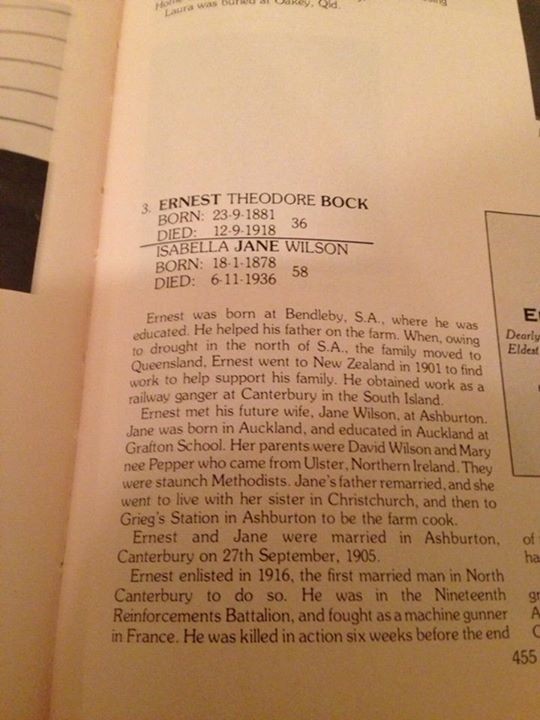 Laura was buried at Oakey, Qld.
3. ERNEST THEODORE BOCK
BORN: 23-9-1881
36
DIED: 12-9-1918
ISABELLA JANE WILSON
BORN: 18-1-1878
58
DIED: 6-11-1936
Ernest was born at Bendleby, S.A., where he was
educated. He helped his father on the farm. When, owing
to drought in the north of S.A., the family moved to
Queensland, Ernest went to New Zealand in 1901 to find
work to help support his family. He obtained work as a
railway ganger at Canterbury in the South Island.
Ernest met his future wife, Jane Wilson, at Ashburton.
Jane was born in Auckland, and educated in Auckland at
Grafton School. Her parents were David Wilson and Mary
nee Pepper who came from Ulster, Northern Ireland. They
were staunch Methodists. Jane's father remarried, and she
went to live with her sister in Christchurch, and then to
Grieg's Station in Ashburton to be the farm cook.
Ernest and Jane were married in Ashburton,
Canterbury on 27th September, 1905.
Ernest enlisted in 1916, the first married man in North
Canterbury to do so. He was in the Nineteenth
Reinforcements Battalion, and fought as a machine gunner
in France. He was killed in action six weeks before the end
E
Dearly
Eldest
of
ha
gr
A
C
455